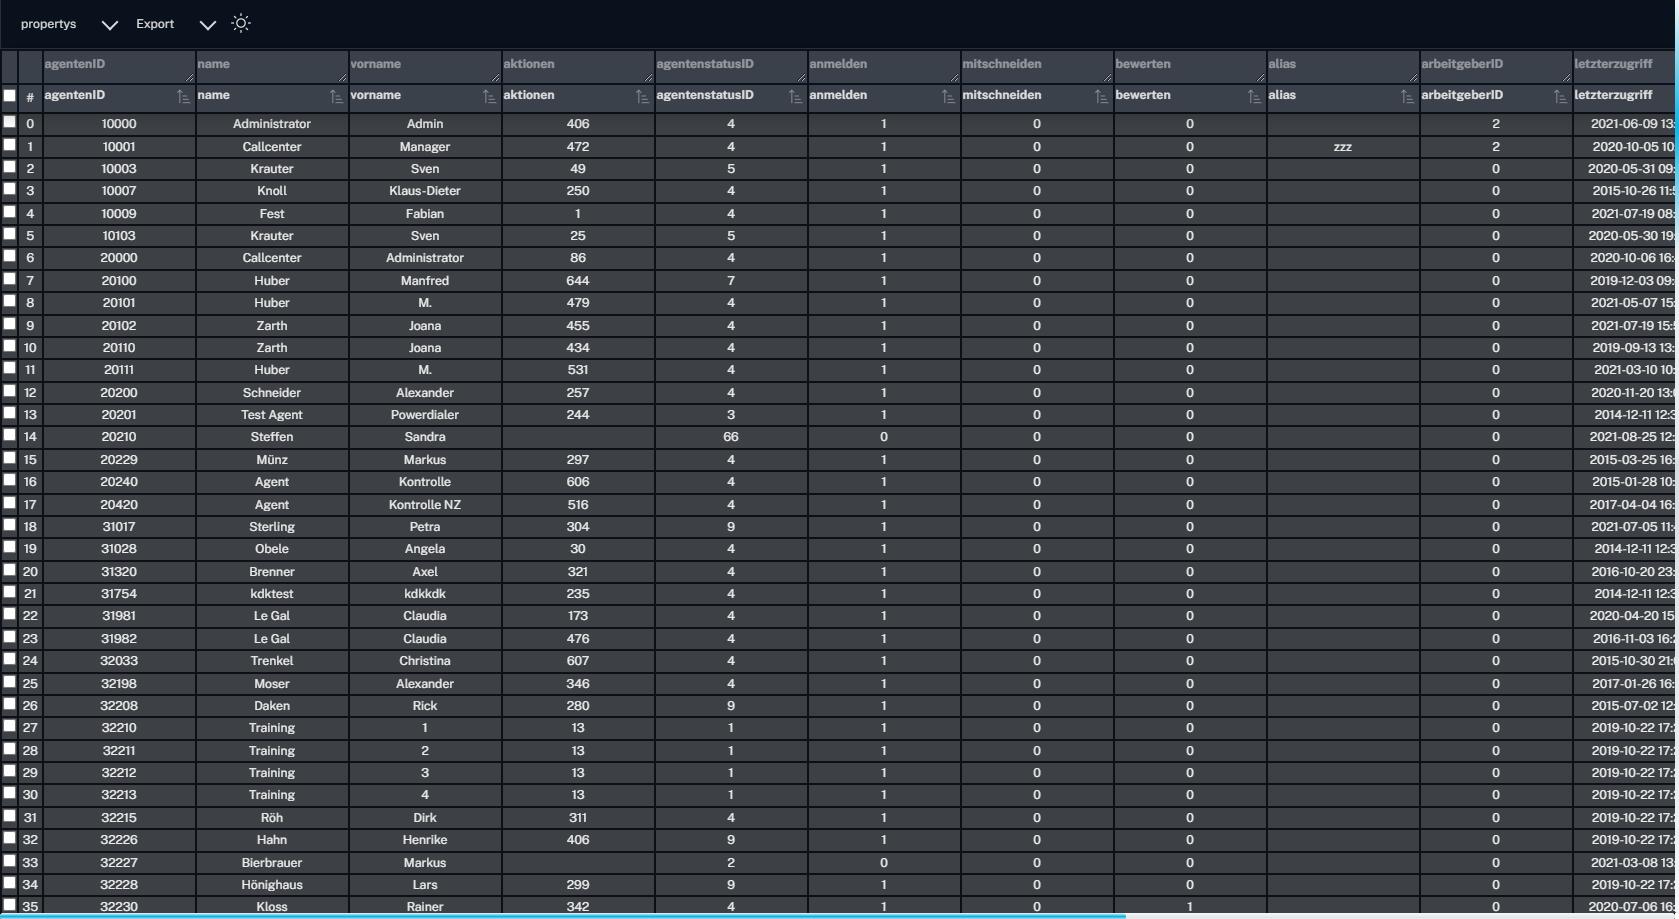 propertys Export
agentenID name vorname aktionen agentenstatusID anmelden mitschneiden bewerten alias arbeitgeberID letzterzugriff
# agentenID name vorname aktionen agentenstatusID anmelden mitschneiden bewerten alias arbeitgeberID letzterzugriff
0 10000 Administrator Admin 406 4 1 0 0 2 2021-06-09 13:
1 10001 Callcenter Manager 472 4 1 0 0 zzz 2 2020-10-05 10:
2 10003 Krauter Sven 49 5 1 0 0 0 2020-05-31 09:
3 10007 Knoll Klaus-Dieter 250 4 1 0 0 0 2015-10-26 11:5
4 10009 Fest Fabian 1 4 1 0 0 0 2021-07-19 08:
5 10103 Krauter Sven 25 5 1 0 0 0 2020-05-30 19:
6 20000 Callcenter Administrator 86 4 1 0 0 0 2020-10-06 16:
7 20100 Huber Manfred 644 7 1 0 0 0 2019-12-03 09:
8 20101 Huber M. 479 4 1 0 0 0 2021-05-07 15:
9 20102 Zarth Joana 455 4 1 0 0 0 2021-07-19 15:5
10 20110 Zarth Joana 434 4 1 0 0 0 2019-09-13 13:
11 20111 Huber M. 531 4 1 0 0 0 2021-03-10 10:
12 20200 Schneider Alexander 257 4 1 0 0 0 2020-11-20 13:
13 20201 Test Agent Powerdialer 244 3 1 0 0 0 2014-12-11 12:3
14 20210 Steffen Sandra 66 0 0 0 0 2021-08-25 12:
15 20229 Münz Markus 297 4 1 0 0 0 2015-03-25 16:
16 20240 Agent Kontrolle 606 4 1 0 0 0 2015-01-28 10:
17 20420 Agent Kontrolle NZ 516 4 1 0 0 0 2017-04-04 16:
18 31017 Sterling Petra 304 9 1 0 0 0 2021-07-05 11:
19 31028 Obele Angela 30 4 1 0 0 0 2014-12-11 12:3
20 31320 Brenner Axel 321 4 1 0 0 0 2016-10-20 23:
21 31754 kdktest kdkkdk 235 4 1 0 0 0 2014-12-11 12:3
22 31981 Le Gal Claudia 173 4 1 0 0 0 2020-04-20 15
23 31982 Le Gal Claudia 476 4 1 0 0 0 2016-11-03 16:2
24 32033 Trenkel Christina 607 4 1 0 0 0 2015-10-30 21:
25 32198 Moser Alexander 346 4 1 0 0 0 2017-01-26 16:
26 32208 Daken Rick 280 9 1 0 0 0 2015-07-02 12:
27 32210 Training 1 13 1 1 0 0 0 2019-10-22 17:
28 32211 Training 2 13 1 1 0 0 0 2019-10-22 17:
29 32212 Training 3 13 1 1 0 0 0 2019-10-22 17:
30 32213 Training 4 13 1 1 0 0 0 2019-10-22 17:
31 32215 Röh Dirk 311 4 1 0 0 0 2019-10-22 17:
32 32226 Hahn Henrike 406 9 1 0 0 0 2019-10-22 17:
33 32227 Bierbrauer Markus 2 0 0 0 0 2021-03-08 13:
34 32228 Hönighaus Lars 299 9 1 0 0 0 2019-10-22 17:
35 32230 Kloss Rainer 342 4 1 0 1 0 2020-07-06 16: